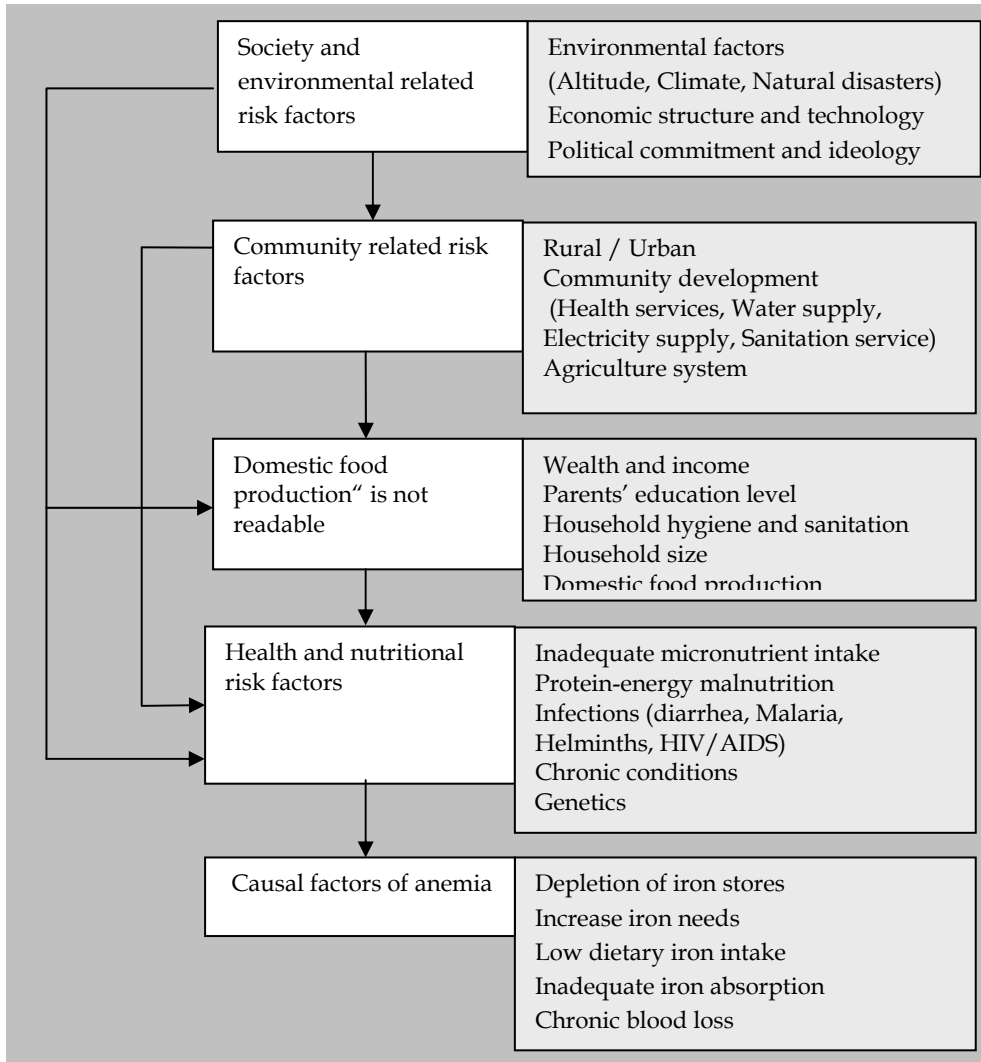 Society and
environmental related
risk factors
Environmental factors
(Altitude, Climate, Natural disasters)
Economic structure and technology
Political commitment and ideology
Community related risk
factors
Rural / Urban
Community development
(Health services, Water supply,
Electricity supply, Sanitation service)
Agriculture system
Domestic food
production“ is not
readable
Wealth and income
Parents’ education level
Household hygiene and sanitation
Household size
Domestic food production
Health and nutritional
risk factors
Inadequate micronutrient intake
Protein-energy malnutrition
Infections (diarrhea, Malaria,
Helminths, HIV/AIDS)
Chronic conditions
Genetics
Causal factors of anemia
Depletion of iron stores
Increase iron needs
Low dietary iron intake
Inadequate iron absorption
Chronic blood loss